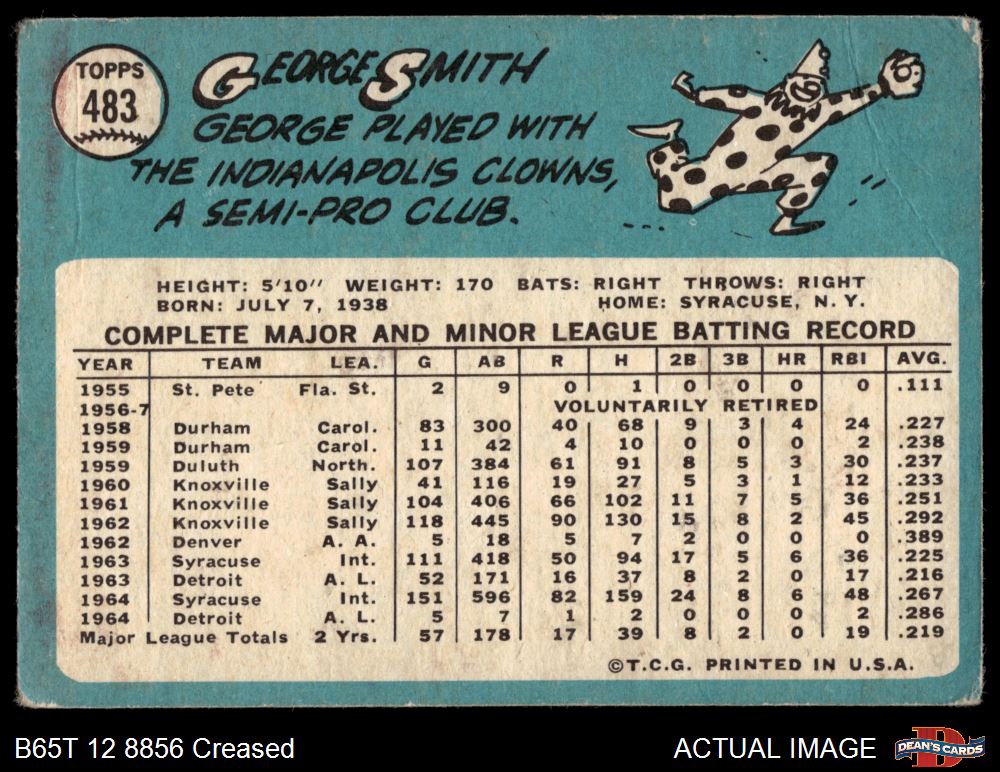 TOPPS
483
GEORGE SMITH
GEORGE PLAYED WITH
THE INDIANAPOLIS CLOWNS,
A SEMI-PRO CLUB.
HEIGHT: 5'10" WEIGHT: 170 BATS: RIGHT THROWS: RIGHT
BORN: JULY 7, 1938 HOME: SYRACUSE, N. Y.
COMPLETE MAJOR AND MINOR LEAGUE BATTING RECORD
YEAR TEAM LEA. G AB R H 2B 3B HR RBI AVG.
1955 St. Pete Fla. St. 2 9 0 1 0 0 0 0 .111
1956-7 VOLUNTARILY RETIRED
1958 Durham Carol. 83 300 40 68 9 3 4 24 .227
1959 Durham Carol. 11 42 4 10 0 0 0 2 .238
1959 Duluth North. 107 384 61 91 8 5 3 30 .237
1960 Knoxville Sally 41 116 19 27 5 3 1 12 .233
1961 Knoxville Sally 104 406 66 102 11 7 5 36 .251
1962 Knoxville Sally 118 445 90 130 15 8 2 45 .292
1962 Denver A. A. 5 18 5 7 2 0 0 0 .389
1963 Syracuse Int. 111 418 50 94 17 5 6 36 .225
1963 Detroit A. L. 52 171 16 37 8 2 0 17 .216
1964 Syracuse Int. 151 596 82 159 24 8 6 48 .267
1964 Detroit A. L. 5 7 1 2 0 0 0 2 .286
Major League Totals 2 Yrs. 57 178 17 39 8 2 0 19 .219
©T.C.G. PRINTED IN U.S.A.
B65T 12 8856 Creased ACTUAL IMAGE DEAN'S CARDS